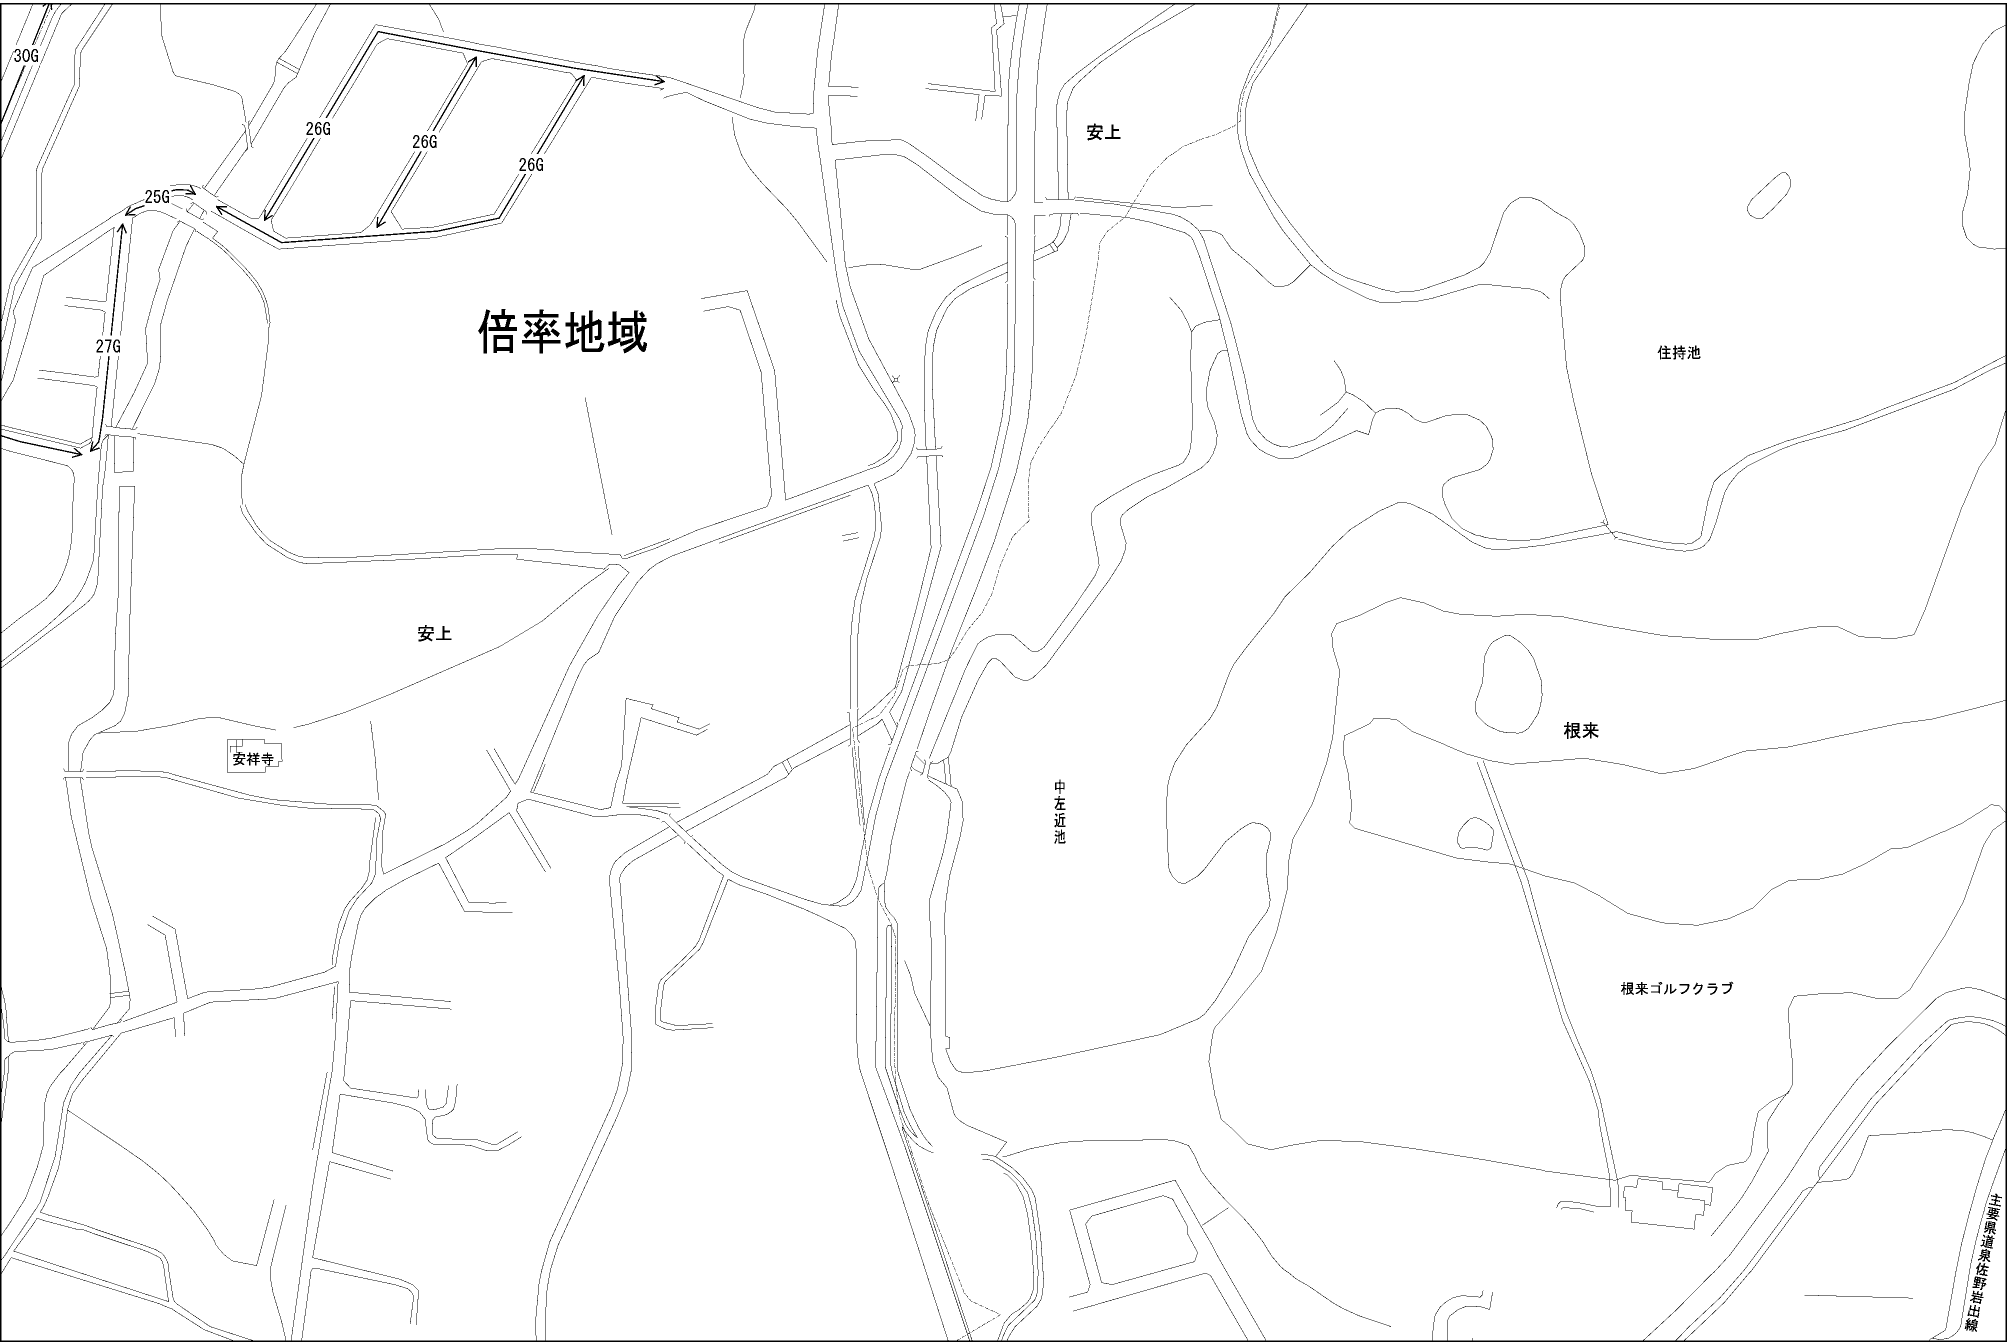 30G
26G
26G
安上
26G
25G
倍率地域
27G
住持池
安上
根来
安祥寺
中左近池
根来ゴルフクラブ
主要県道泉佐野岩出線